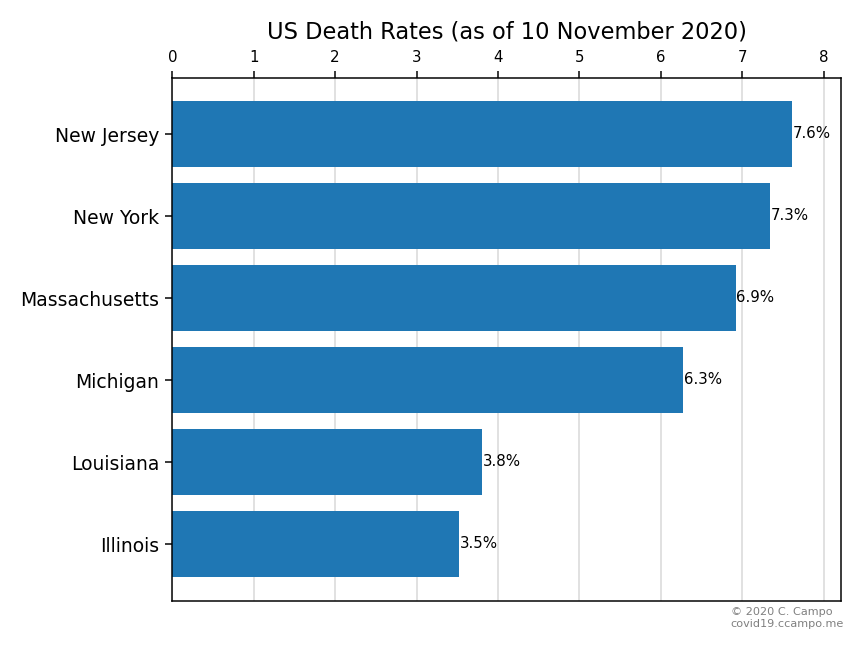 US Death Rates (as of 10 November 2020)
0 1 2 3 4 5 6 7 8
New Jersey 7.6%
New York 7.3%
Massachusetts 6.9%
Michigan 6.3%
Louisiana 3.8%
Illinois 3.5%
© 2020 C. Campo
covid19.ccampo.me